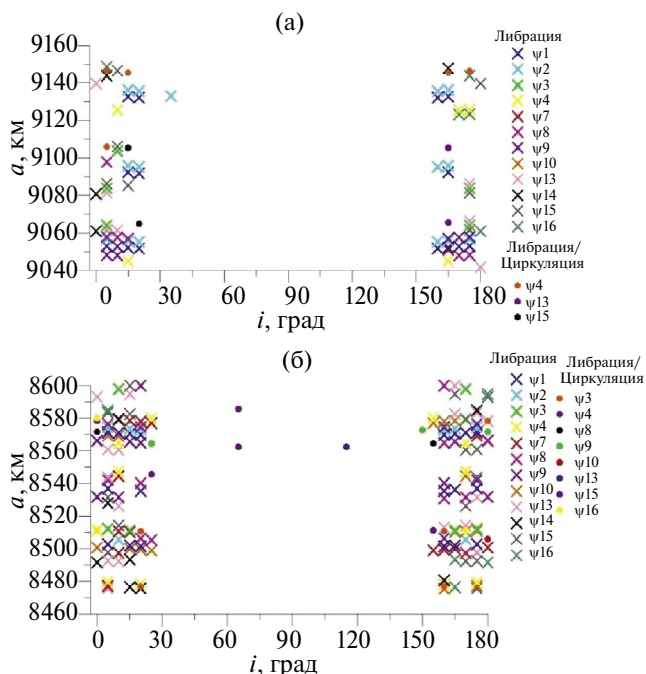 (а)
9160
9140
9120
9100
9080
9060
9040
a, км
0 30 60 90 120 150 180
i, град
Либрация
ψ1
ψ2
ψ3
ψ4
ψ7
ψ8
ψ9
ψ10
ψ13
ψ14
ψ15
ψ16
Либрация/
Циркуляция
ψ4
ψ13
ψ15
(б)
8600
8580
8560
8540
8520
8500
8480
8460
a, км
0 30 60 90 120 150 180
i, град
Либрация
ψ1
ψ2
ψ3
ψ4
ψ7
ψ8
ψ9
ψ10
ψ13
ψ14
ψ15
ψ16
Либрация/
Циркуляция
ψ3
ψ4
ψ8
ψ9
ψ10
ψ13
ψ15
ψ16